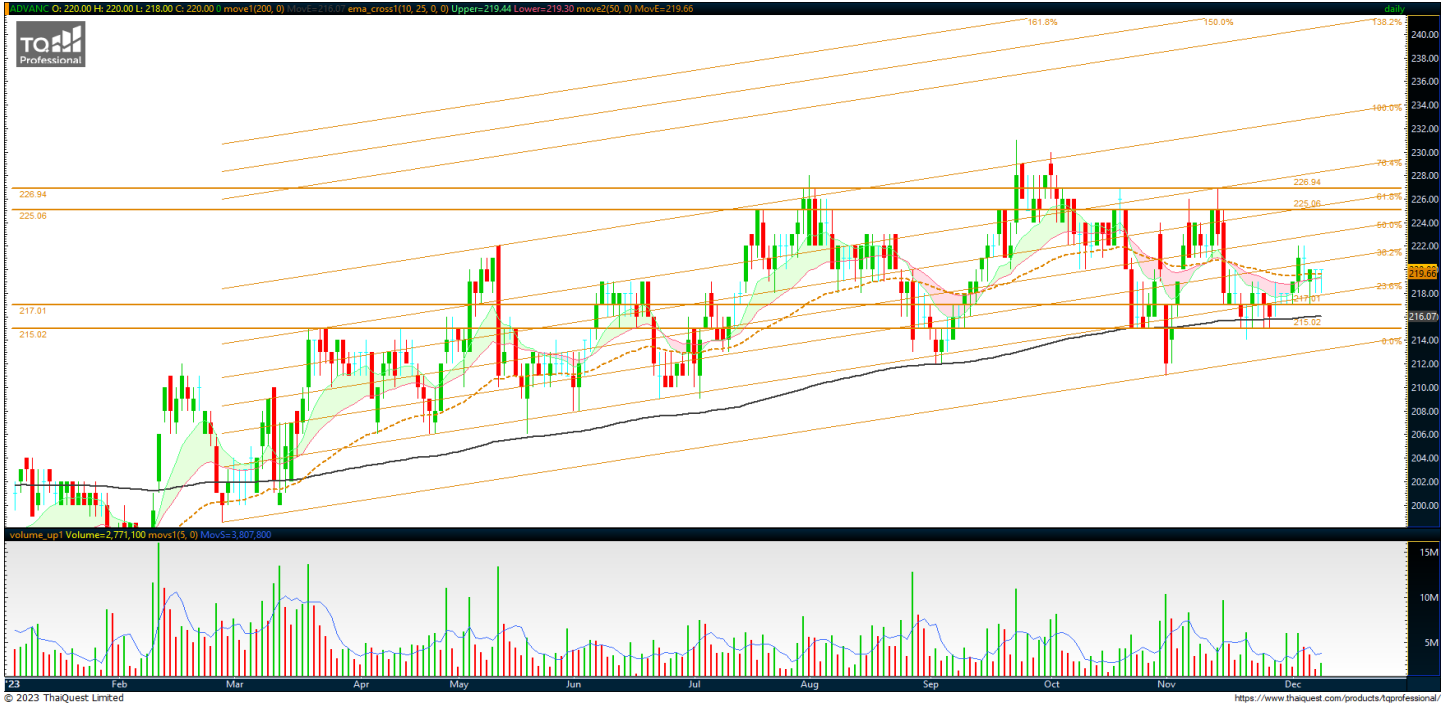 ADVANC O: 220.00 H: 220.00 L: 218.00 C: 220.00 0 move1(200, 0) MovE=216.07 ema_cross1(10, 25, 0, 0) Upper=219.44 Lower=219.30 move2(50, 0) MovE=219.66 daily
TQ
Professional
161.8% 150.0% 138.2%
240.00
238.00
236.00
100.0% 234.00
232.00
230.00
78.4% 
228.00
226.94 226.94
61.8% 226.00
225.06 225.06
50.0% 224.00
222.00
38.2%
219.66
23.6% 218.00
217.01 217.01
216.07
215.02 215.02
0.0% 214.00
212.00
210.00
208.00
206.00
204.00
202.00
200.00
volume_up1 Volume=2,771,100 movs1(5, 0) MovS=3,807,800
15M
10M
5M
'23 Feb Mar Apr May Jun Jul Aug Sep Oct Nov Dec
© 2023 ThaiQuest Limited https://www.thaiquest.com/products/tqprofessional/